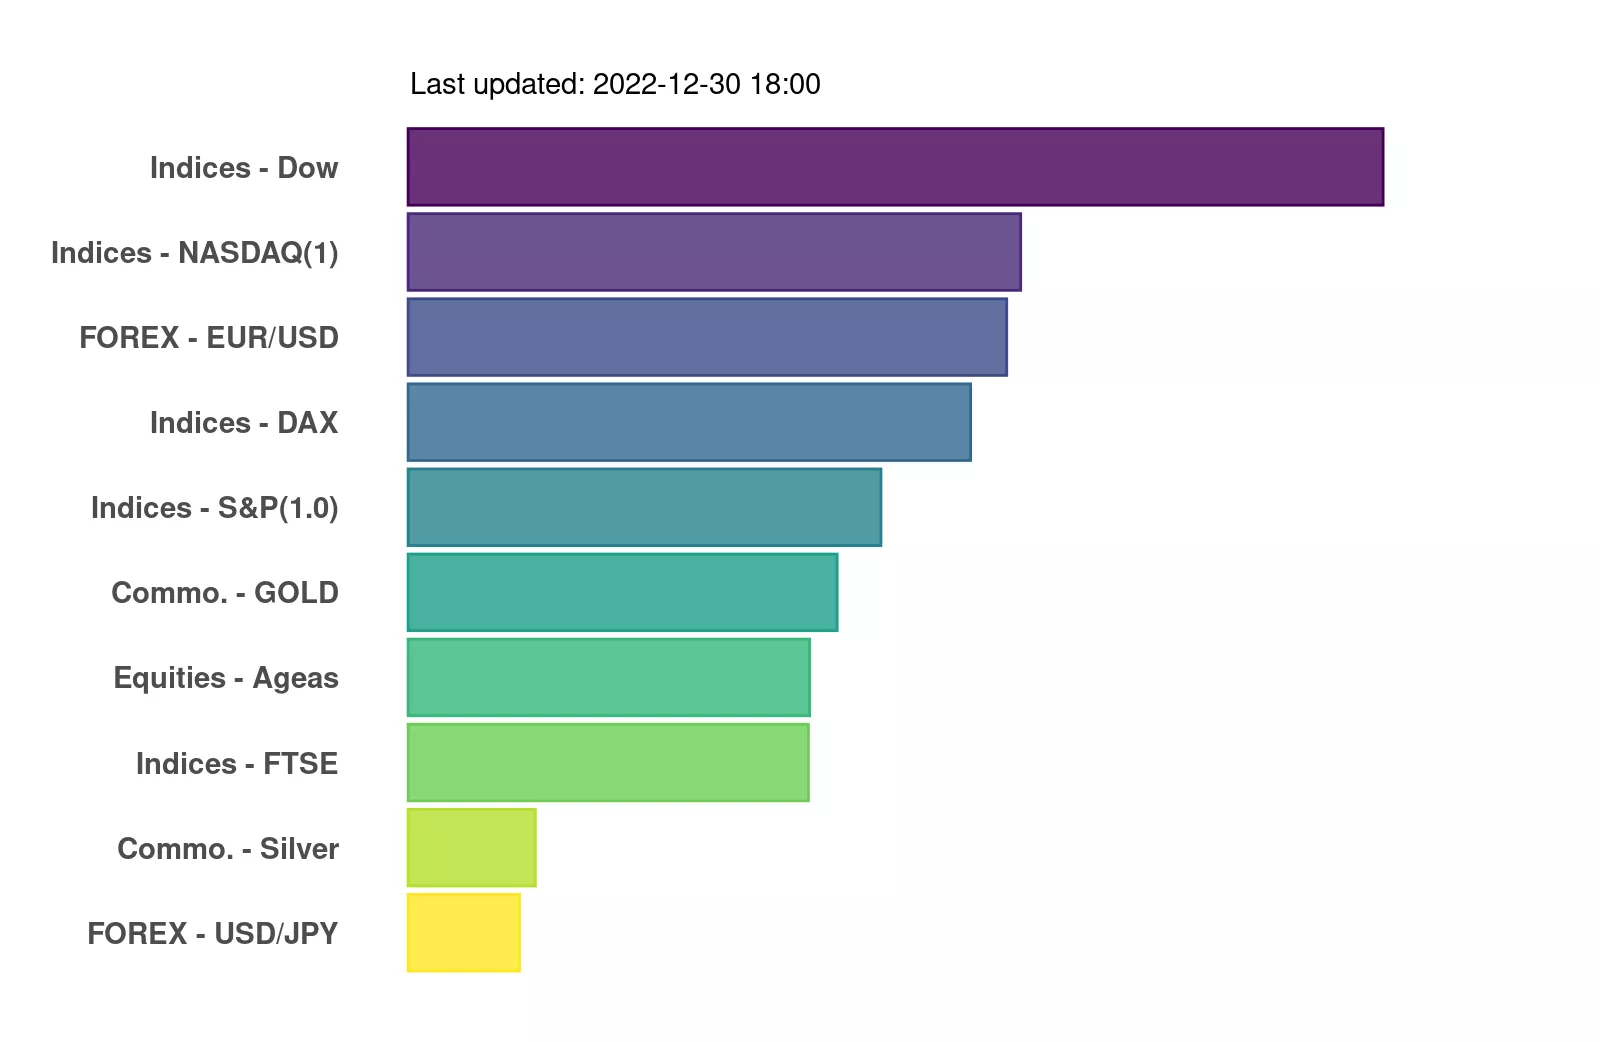 Last updated: 2022-12-30 18:00
Indices - Dow
Indices - NASDAQ(1)
FOREX - EUR/USD
Indices - DAX
Indices - S&P(1.0)
Commo. - GOLD
Equities - Ageas
Indices - FTSE
Commo. - Silver
FOREX - USD/JPY